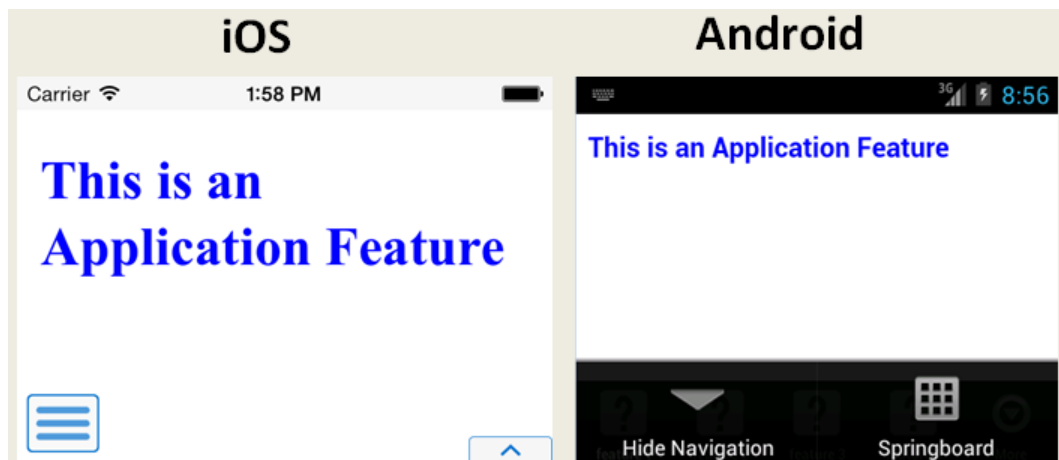 iOS
Android
Carrier
1:58 PM
3G
8:56
This is an
Application Feature
This is an Application Feature
Hide Navigation
Springboard